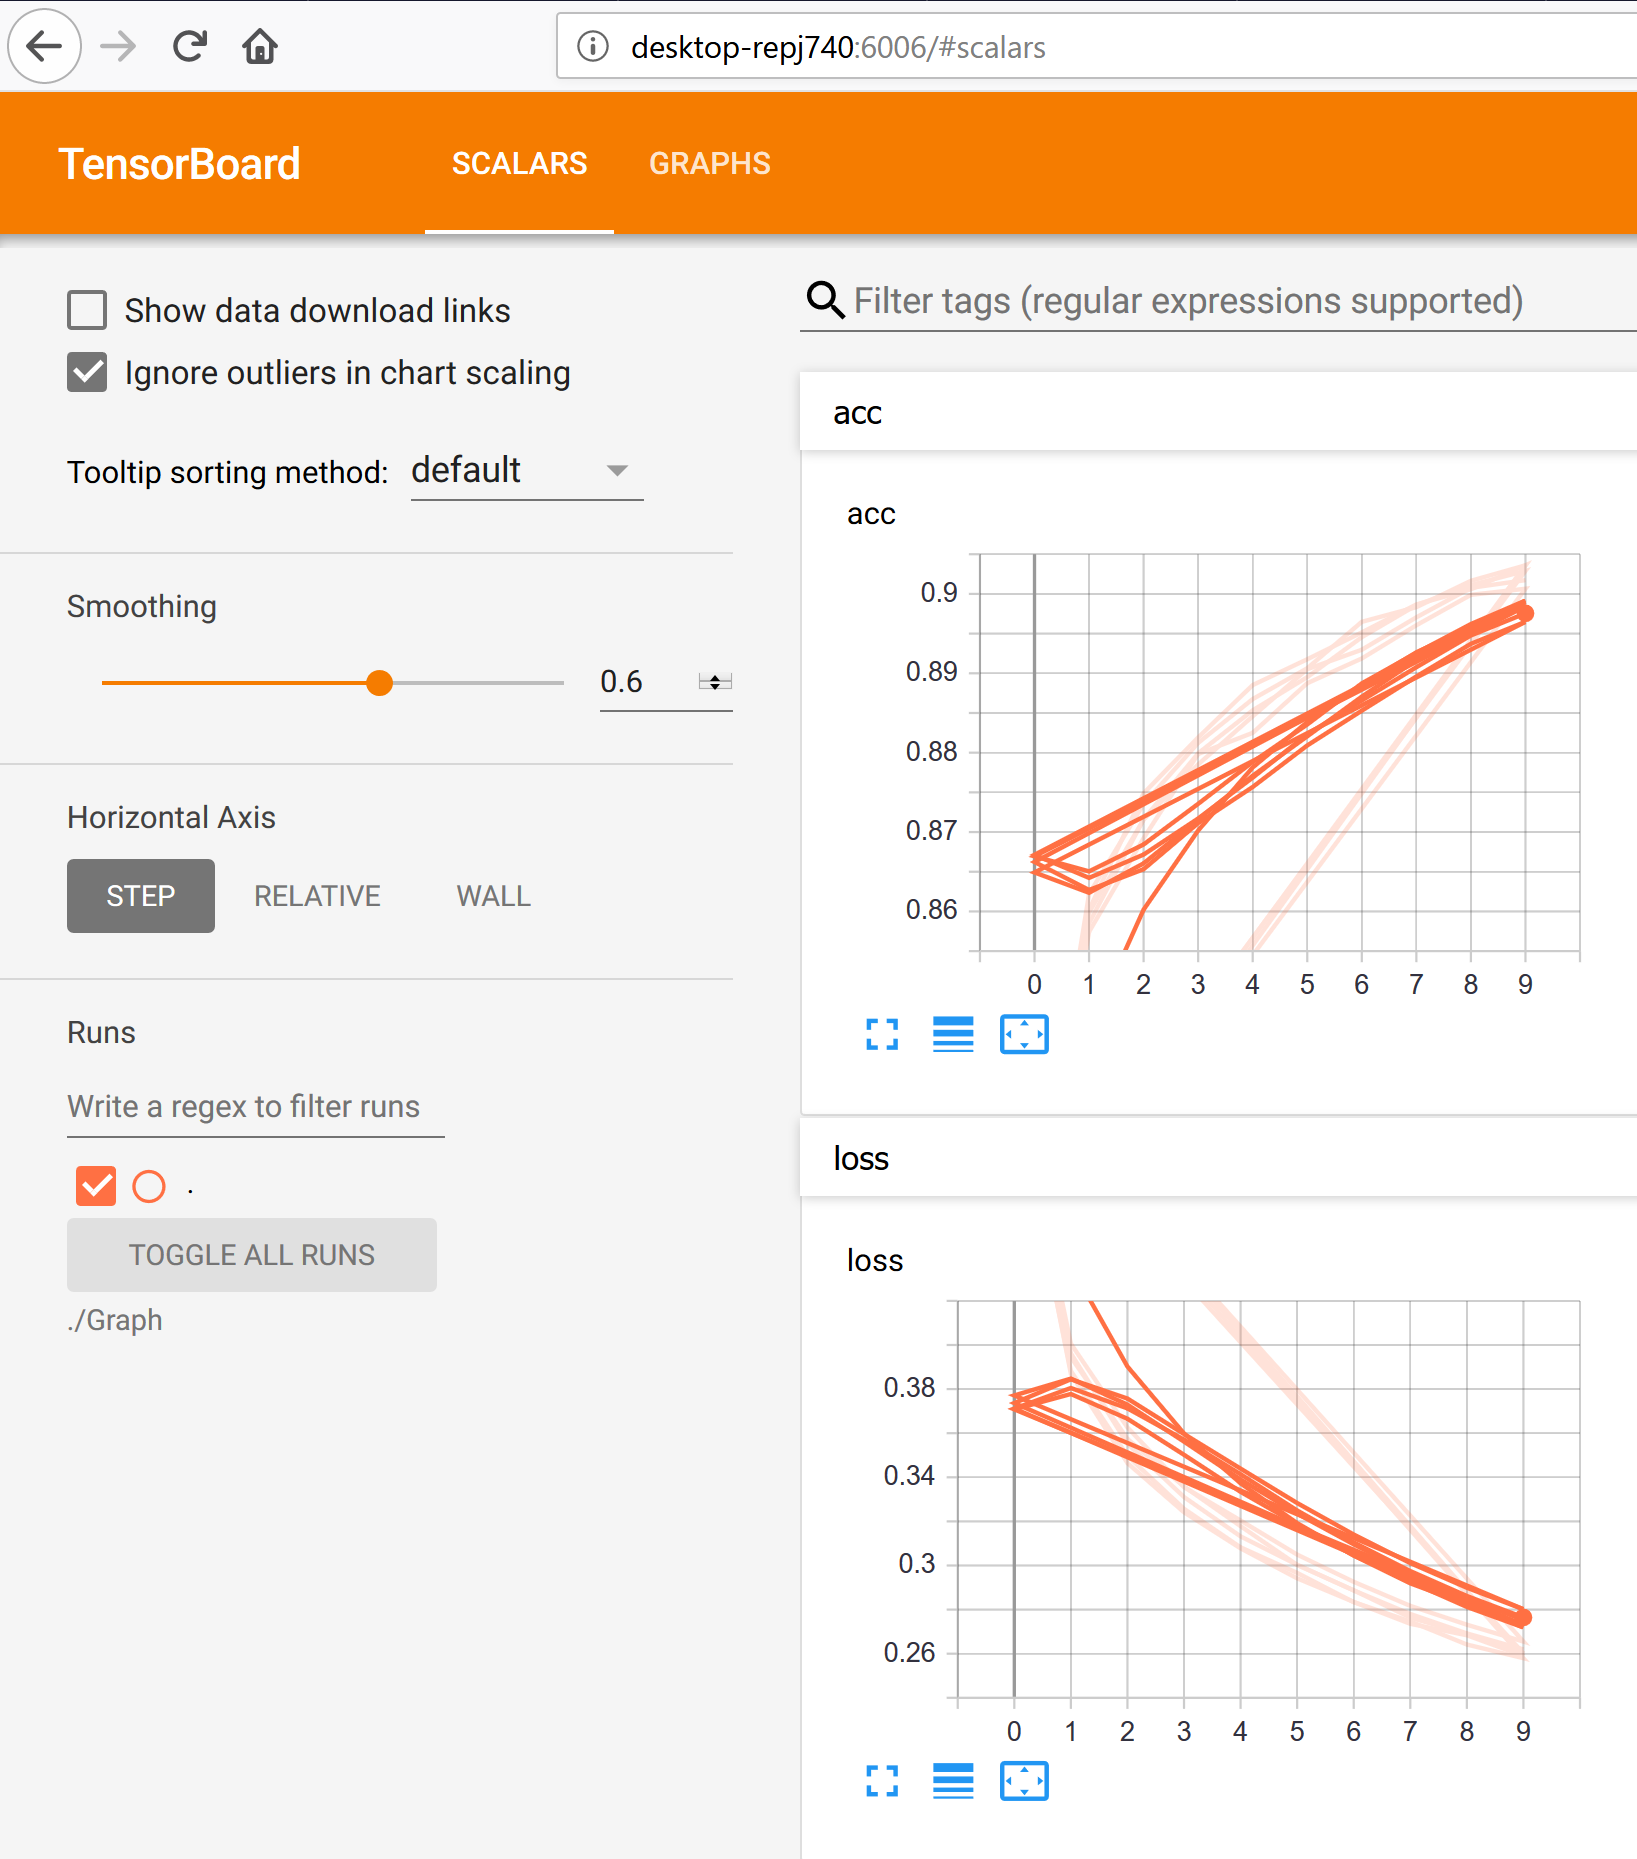 desktop-repj740:6006/#scalars
TensorBoard SCALARS GRAPHS
Show data download links
Ignore outliers in chart scaling
Tooltip sorting method: default
Smoothing
0.6
Horizontal Axis
STEP RELATIVE WALL
Runs
Write a regex to filter runs
.
TOGGLE ALL RUNS
./Graph
Filter tags (regular expressions supported)
acc
acc
0.9
0.89
0.88
0.87
0.86
0 1 2 3 4 5 6 7 8 9
loss
loss
0.38
0.34
0.3
0.26
0 1 2 3 4 5 6 7 8 9